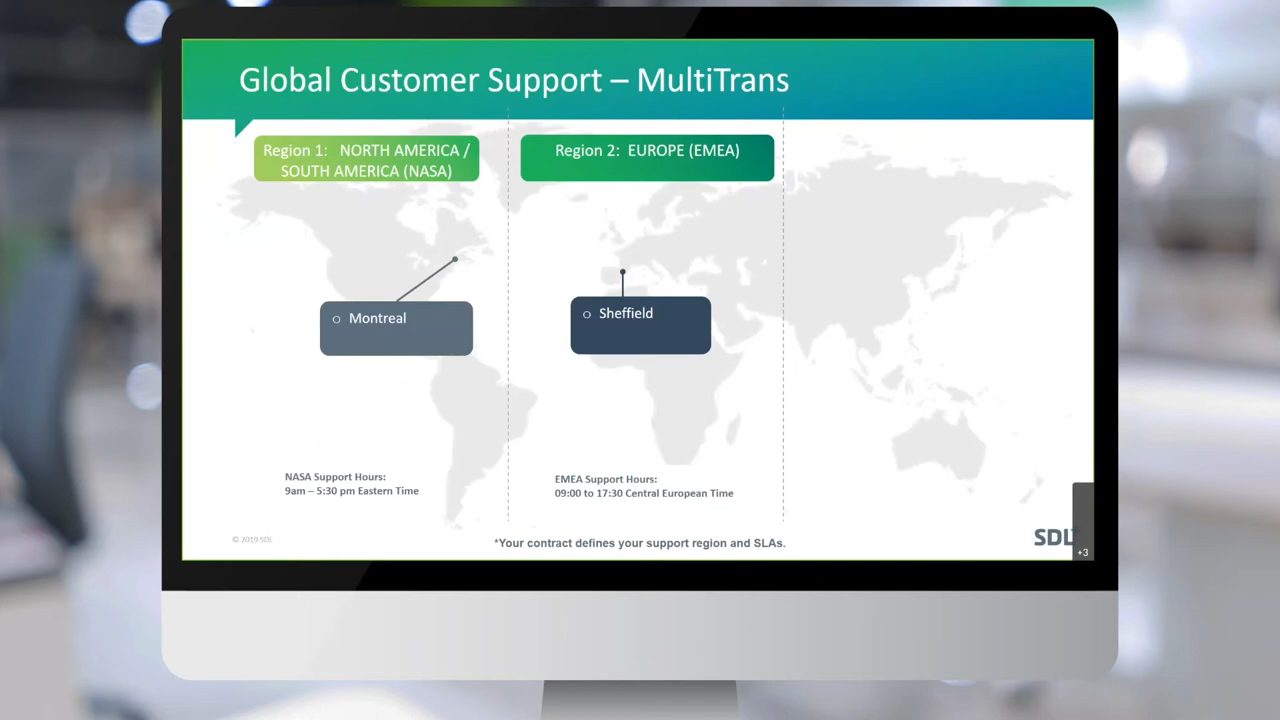 Global Customer Support – MultiTrans
Region 1:   NORTH AMERICA /
SOUTH AMERICA (NASA)
Region 2:  EUROPE (EMEA)
Montreal
Sheffield
NASA Support Hours:
9am – 5:30 pm Eastern Time
EMEA Support Hours:
09:00 to 17:30 Central European Time
© 2019 SDL
*Your contract defines your support region and SLAs.
SDL
+3